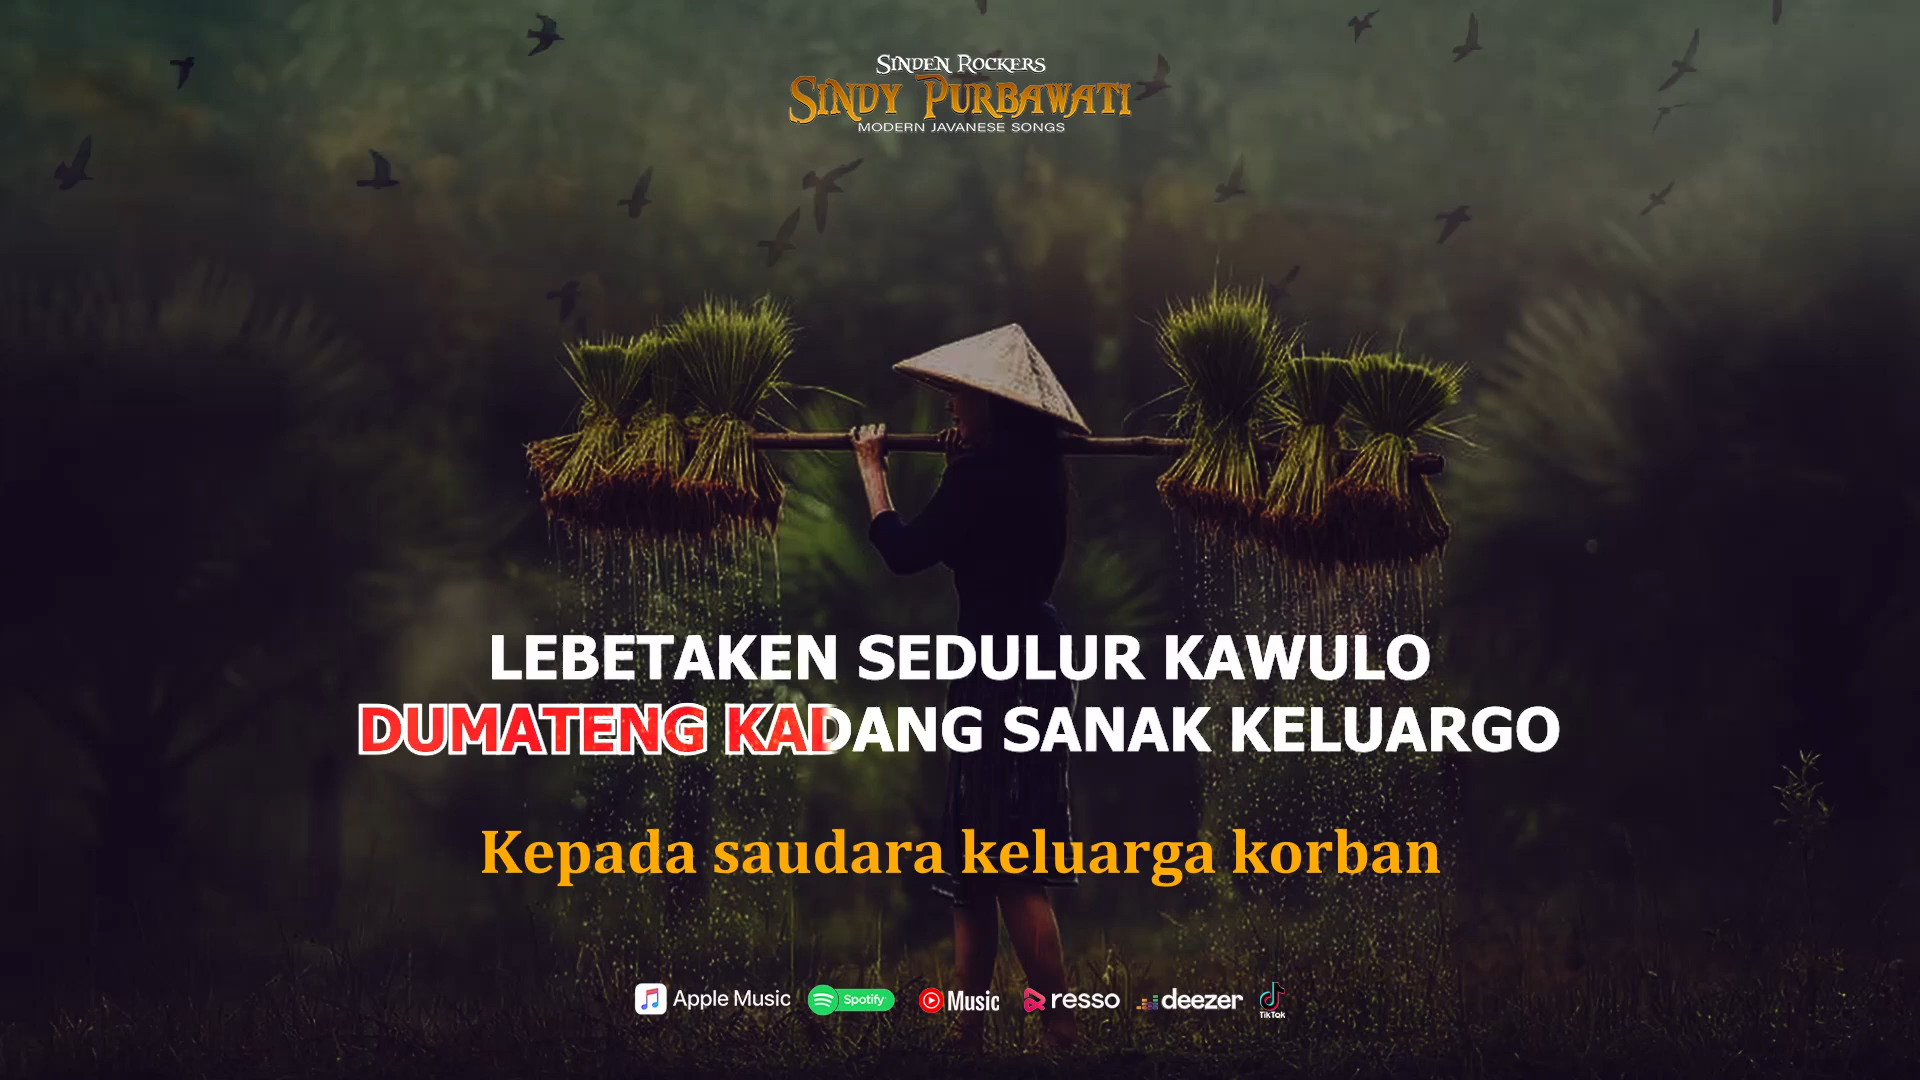 SINDEN ROCKERS
SINDY PURBAWATI
MODERN JAVANESE SONGS
LEBETAKEN SEDULUR KAWULO
DUMATENG KADANG SANAK KELUARGO
Kepada saudara keluarga korban
Apple Music Spotify Music resso deezer TikTok